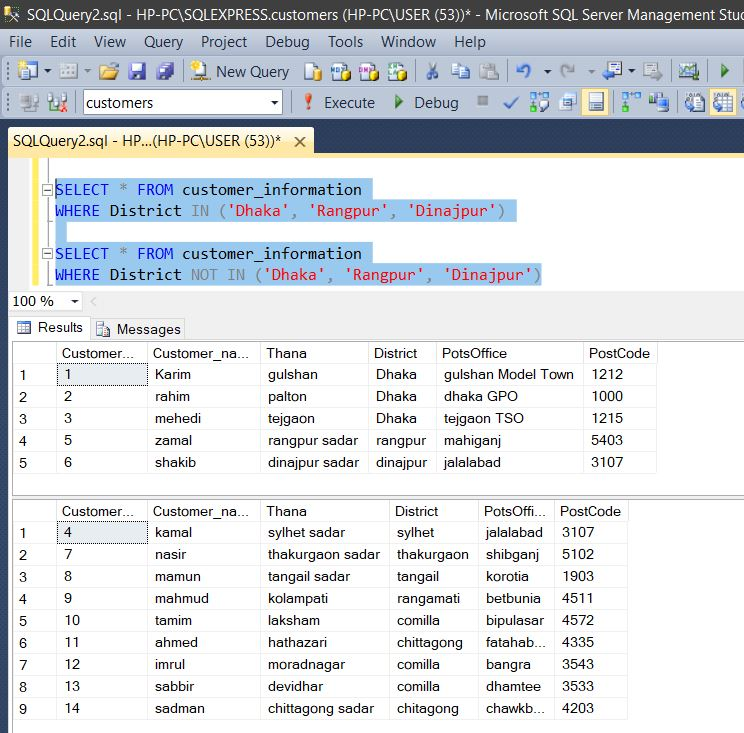 SQLQuery2.sql - HP-PC\SQLEXPRESS.customers (HP-PC\USER (53))* - Microsoft SQL Server Management Stud
File Edit View Query Project Debug Tools Window Help
New Query
customers Execute Debug
SQLQuery2.sql - HP...(HP-PC\USER (53))*
SELECT * FROM customer_information
WHERE District IN ('Dhaka', 'Rangpur', 'Dinajpur')
SELECT * FROM customer_information
WHERE District NOT IN ('Dhaka', 'Rangpur', 'Dinajpur')
100 %
Results Messages
Customer... Customer_na... Thana District PotsOffice PostCode
1 1 Karim gulshan Dhaka gulshan Model Town 1212
2 2 rahim palton Dhaka dhaka GPO 1000
3 3 mehedi tejgaon Dhaka tejgaon TSO 1215
4 5 zamal rangpur sadar rangpur mahiganj 5403
5 6 shakib dinajpur sadar dinajpur jalalabad 3107
Customer... Customer_na... Thana District PotsOffi... PostCode
1 4 kamal sylhet sadar sylhet jalalabad 3107
2 7 nasir thakurgaon sadar thakurgaon shibganj 5102
3 8 mamun tangail sadar tangail korotia 1903
4 9 mahmud kolampati rangamati betbunia 4511
5 10 tamim laksham comilla bipulasar 4572
6 11 ahmed hathazari chittagong fatahab... 4335
7 12 imrul moradnagar comilla bangra 3543
8 13 sabbir devidhar comilla dhamtee 3533
9 14 sadman chittagong sadar chitagong chawkb... 4203